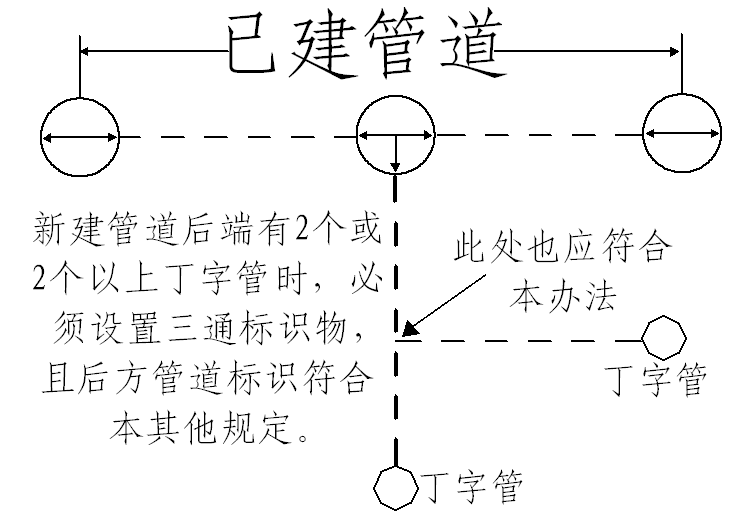 已建管道
新建管道后端有2个或
2个以上丁字管时，必
须设置三通标识物，
且后方管道标识符合
本其他规定。
此处也应符合
本办法
丁字管
丁字管